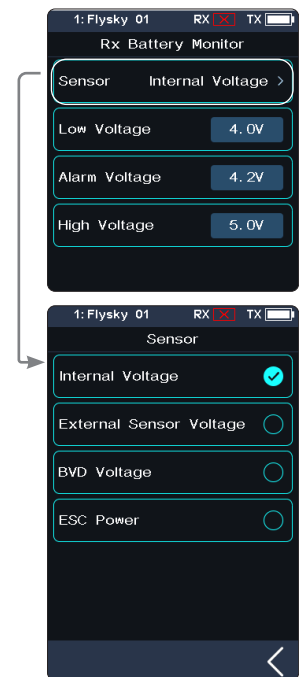 1: Flysky 01 RX TX
Rx Battery Monitor
Sensor Internal Voltage >
Low Voltage 4.0V
Alarm Voltage 4.2V
High Voltage 5.0V
1: Flysky 01 RX TX
Sensor
Internal Voltage
External Sensor Voltage
BVD Voltage
ESC Power